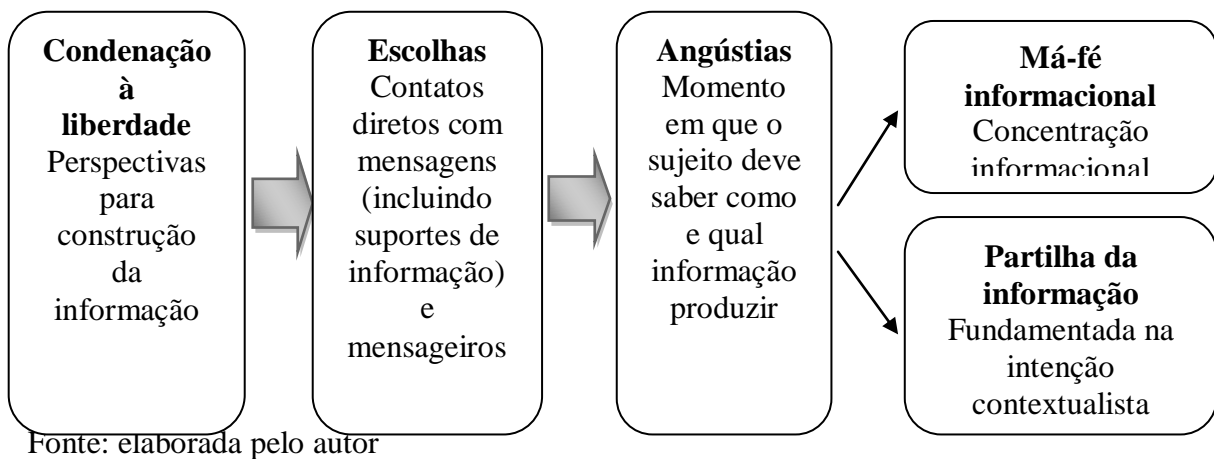 Condenação
à
liberdade
Perspectivas
para
construção
da
informação
Escolhas
Contatos
diretos com
mensagens
(incluindo
suportes de
informação)
e
mensageiros
Angústias
Momento
em que o
sujeito deve
saber como
e qual
informação
produzir
Má-fé
informacional
Concentração
informacional
Partilha da
informação
Fundamentada na
intenção
contextualista
Fonte: elaborada pelo autor